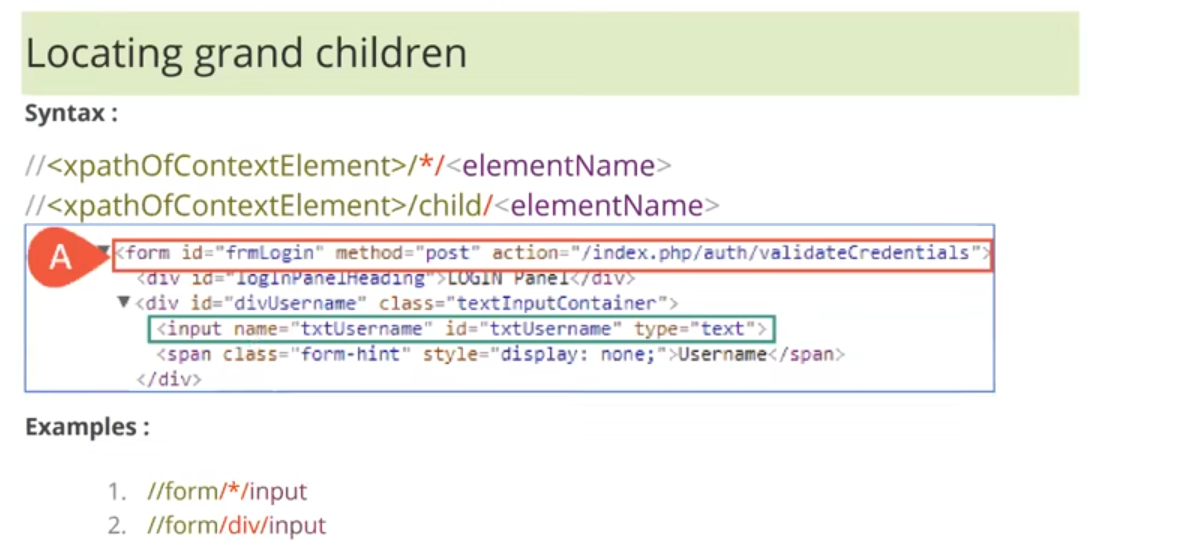 Locating grand children
Syntax :
//<xpathOfContextElement>/*/<elementName>
//<xpathOfContextElement>/child/<elementName>
A
▼<form id="frmLogin" method="post" action="/index.php/auth/validateCredentials">
<div id="logInPanelHeading">LOGIN Panel</div>
▼<div id="divUsername" class="textInputContainer">
<input name="txtUsername" id="txtUsername" type="text">
<span class="form-hint" style="display: none;">Username</span>
</div>
Examples :
1. //form/*/input
2. //form/div/input